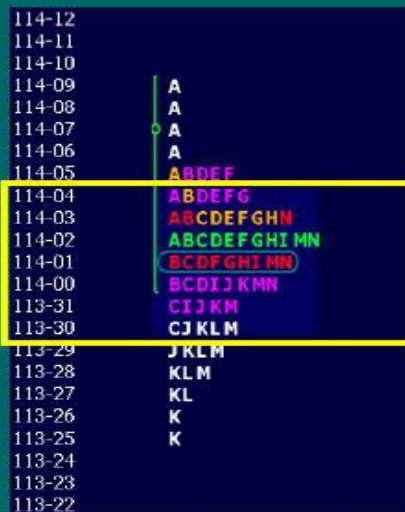 114-12
114-11
114-10
114-09 A
114-08 A
114-07 A
114-06 A
114-05 ABDEF
114-04 ABDEFG
114-03 ABCDEFGHN
114-02 ABCDEFGHIMN
114-01 BCDFGHIMN
114-00 BCDIJKMN
113-31 CIJKM
113-30 CJKLM
113-29 JKLM
113-28 KLM
113-27 KL
113-26 K
113-25 K
113-24
113-23
113-22